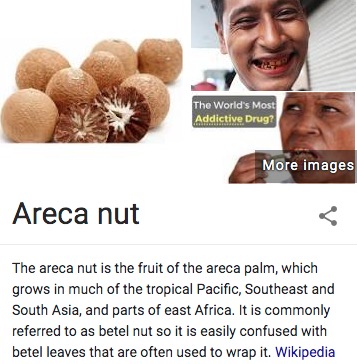 The World's Most
Addictive Drug?
More images
Areca nut
The areca nut is the fruit of the areca palm, which
grows in much of the tropical Pacific, Southeast and
South Asia, and parts of east Africa. It is commonly
referred to as betel nut so it is easily confused with
betel leaves that are often used to wrap it. Wikipedia